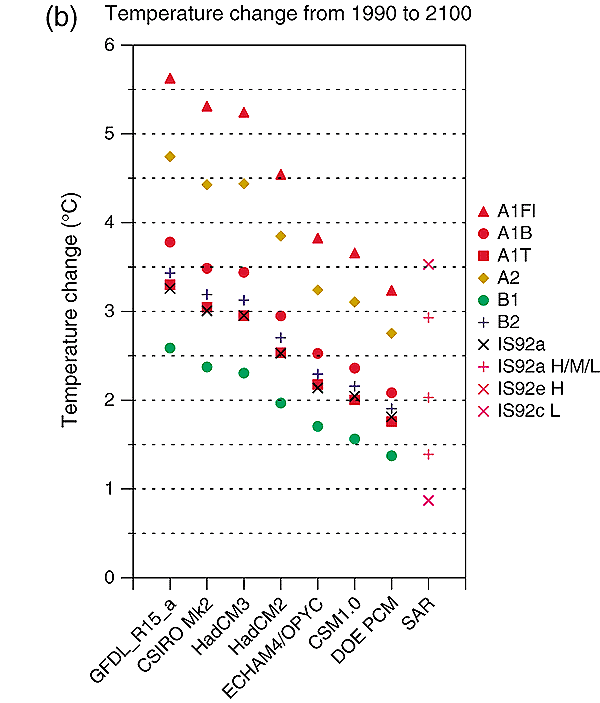 (b) Temperature change from 1990 to 2100
6
5
4
3
2
1
0
Temperature change (°C)
A1FI
A1B
A1T
A2
B1
B2
IS92a
IS92a H/M/L
IS92e H
IS92c L
GFDL_R15_a
CSIRO Mk2
HadCM3
HadCM2
ECHAM4/OPYC
CSM1.0
DOE PCM
SAR